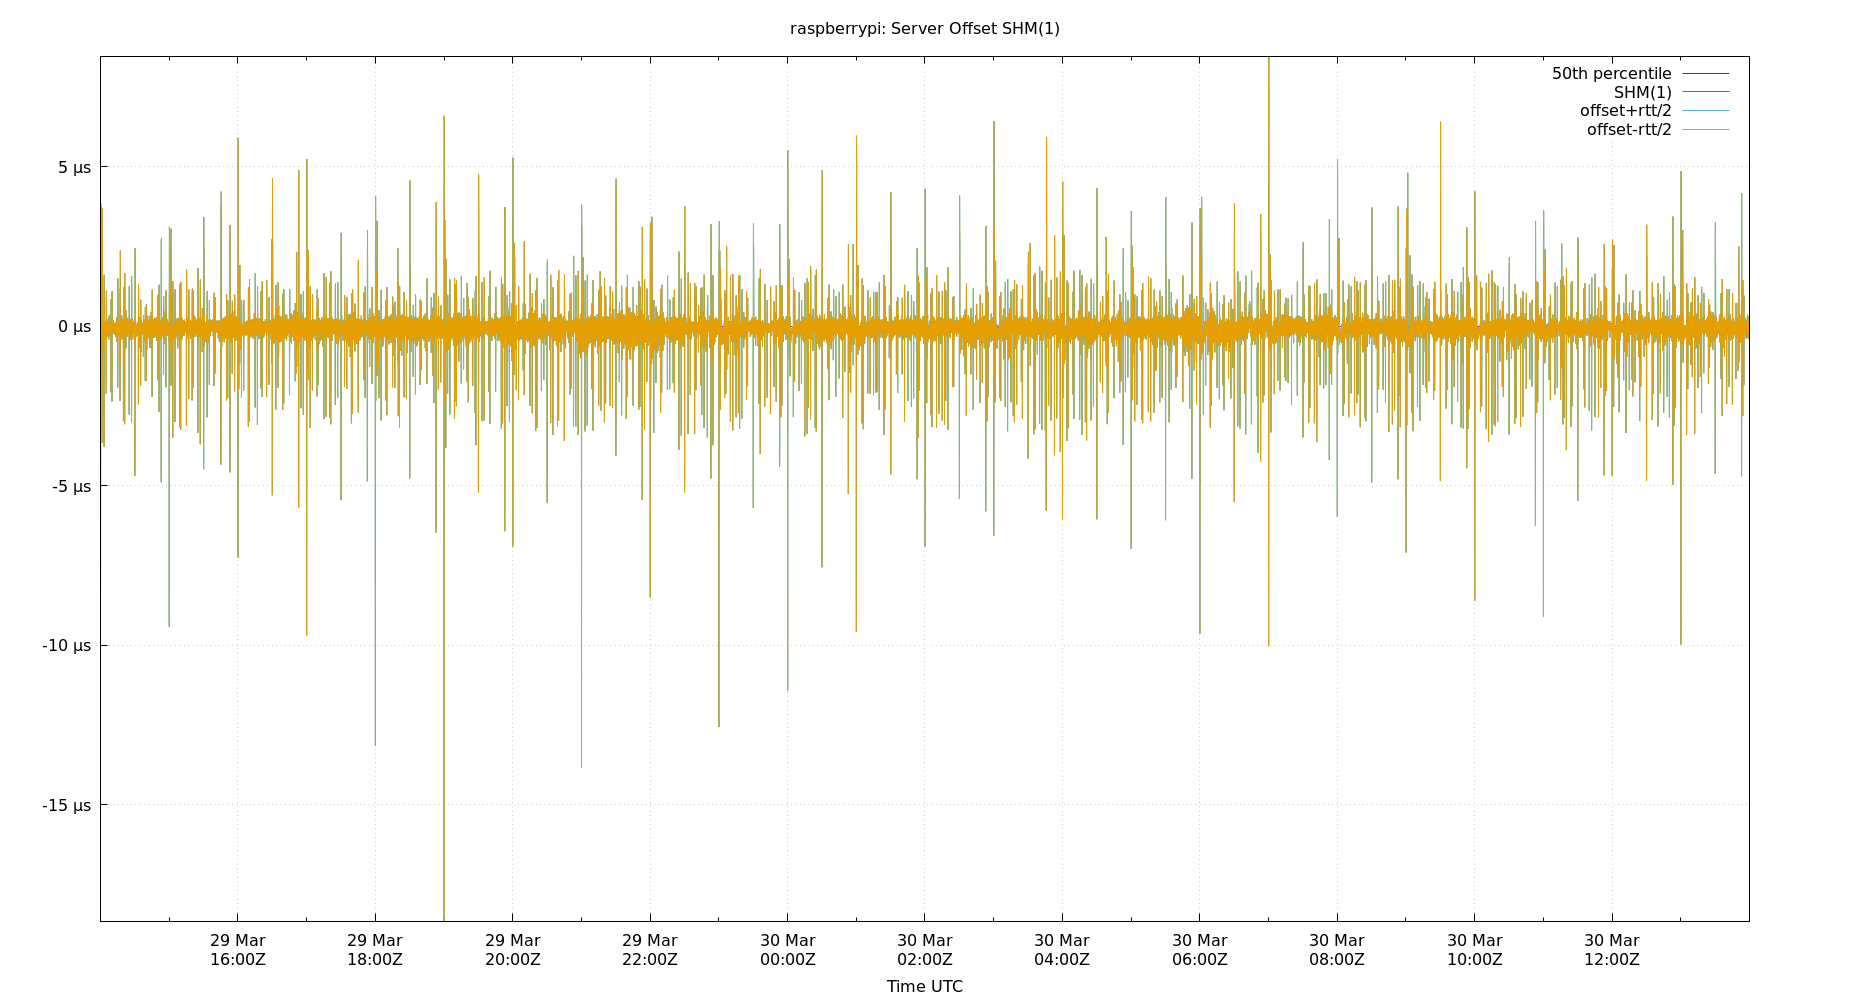 raspberrypi: Server Offset SHM(1)
50th percentile
SHM(1)
offset+rtt/2
offset-rtt/2
5 µs
0 µs
-5 µs
-10 µs
-15 µs
29 Mar 29 Mar 29 Mar 29 Mar 30 Mar 30 Mar 30 Mar 30 Mar 30 Mar 30 Mar 30 Mar
16:00Z 18:00Z 20:00Z 22:00Z 00:00Z 02:00Z 04:00Z 06:00Z 08:00Z 10:00Z 12:00Z
Time UTC